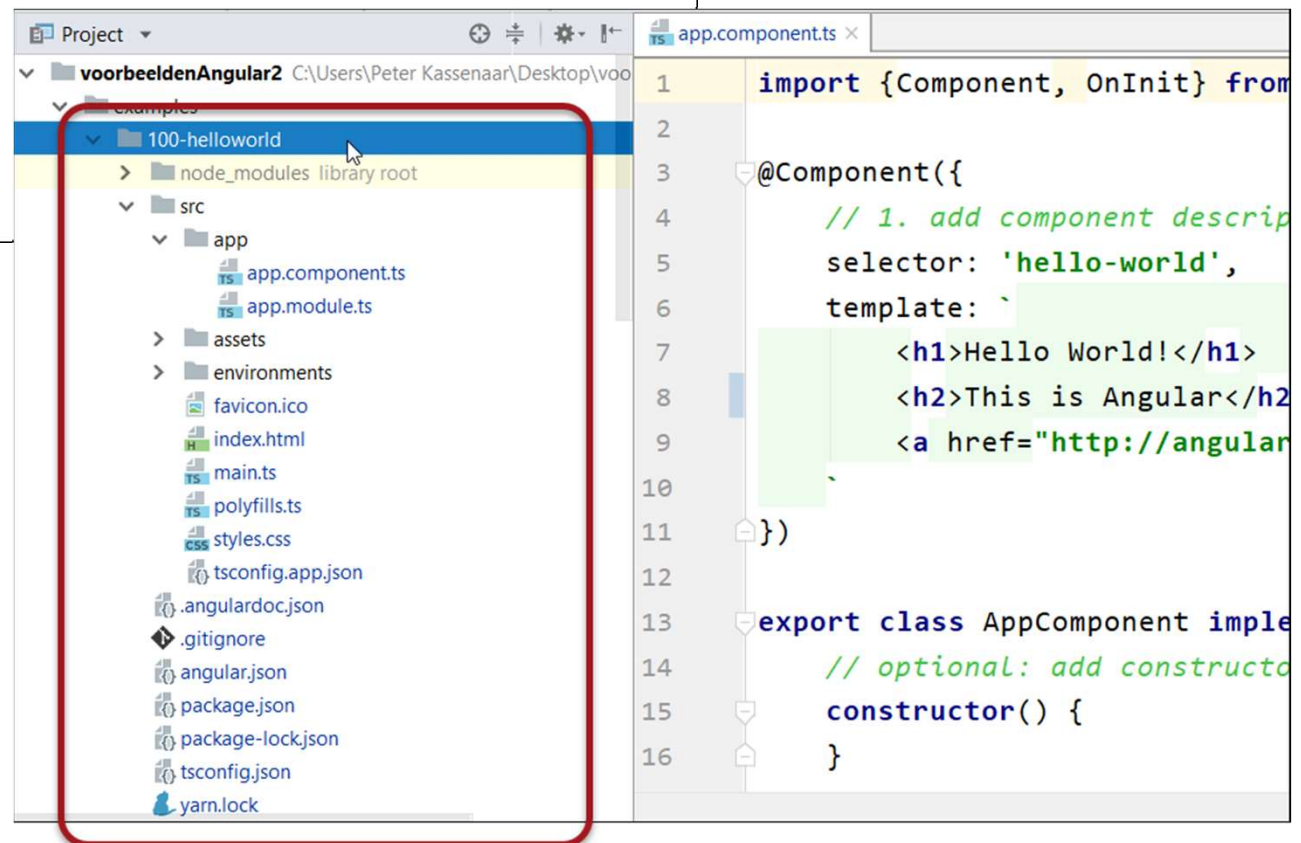 Project
voorbeeldenAngular2 C:\Users\Peter Kassenaar\Desktop\voo
examples
100-helloworld
node_modules library root
src
app
app.component.ts
app.module.ts
assets
environments
favicon.ico
index.html
main.ts
polyfills.ts
styles.css
tsconfig.app.json
.angulardoc.json
.gitignore
angular.json
package.json
package-lock.json
tsconfig.json
yarn.lock
app.component.ts
1 import {Component, OnInit} from
2
3 @Component({
4 // 1. add component descrip
5 selector: 'hello-world',
6 template: `
7 <h1>Hello World!</h1>
8 <h2>This is Angular</h2
9 <a href="http://angular
10 `
11 })
12
13 export class AppComponent imple
14 // optional: add constructo
15 constructor() {
16 }